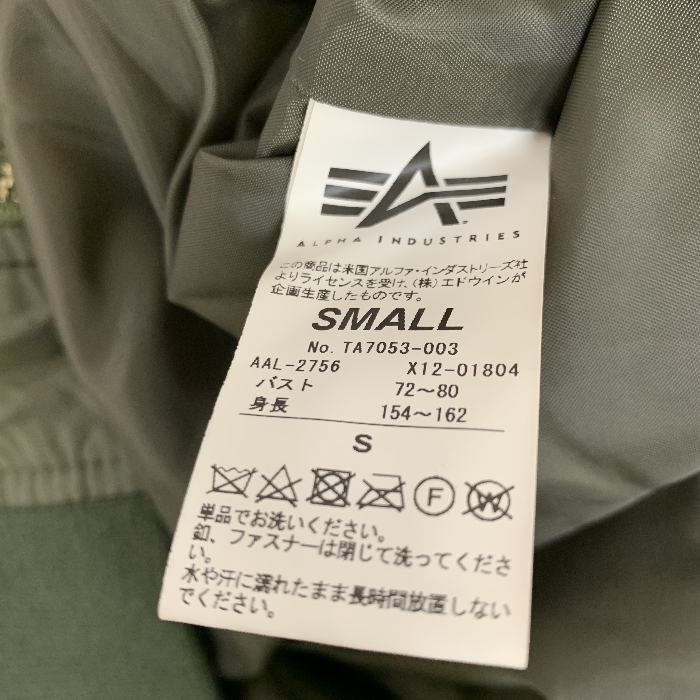 ALPHA INDUSTRIES
この商品は米国アルファ・インダストリーズ社
よりライセンスを受け、(株)エドウインが
企画生産したものです。
SMALL
No. TA7053-003
AAL-2756 X12-01804
バスト 72〜80
身長 154〜162
S
F W
単品でお洗いください。
釦、ファスナーは閉じて洗ってくださ
い。
水や汗に濡れたまま長時間放置しない
でください。